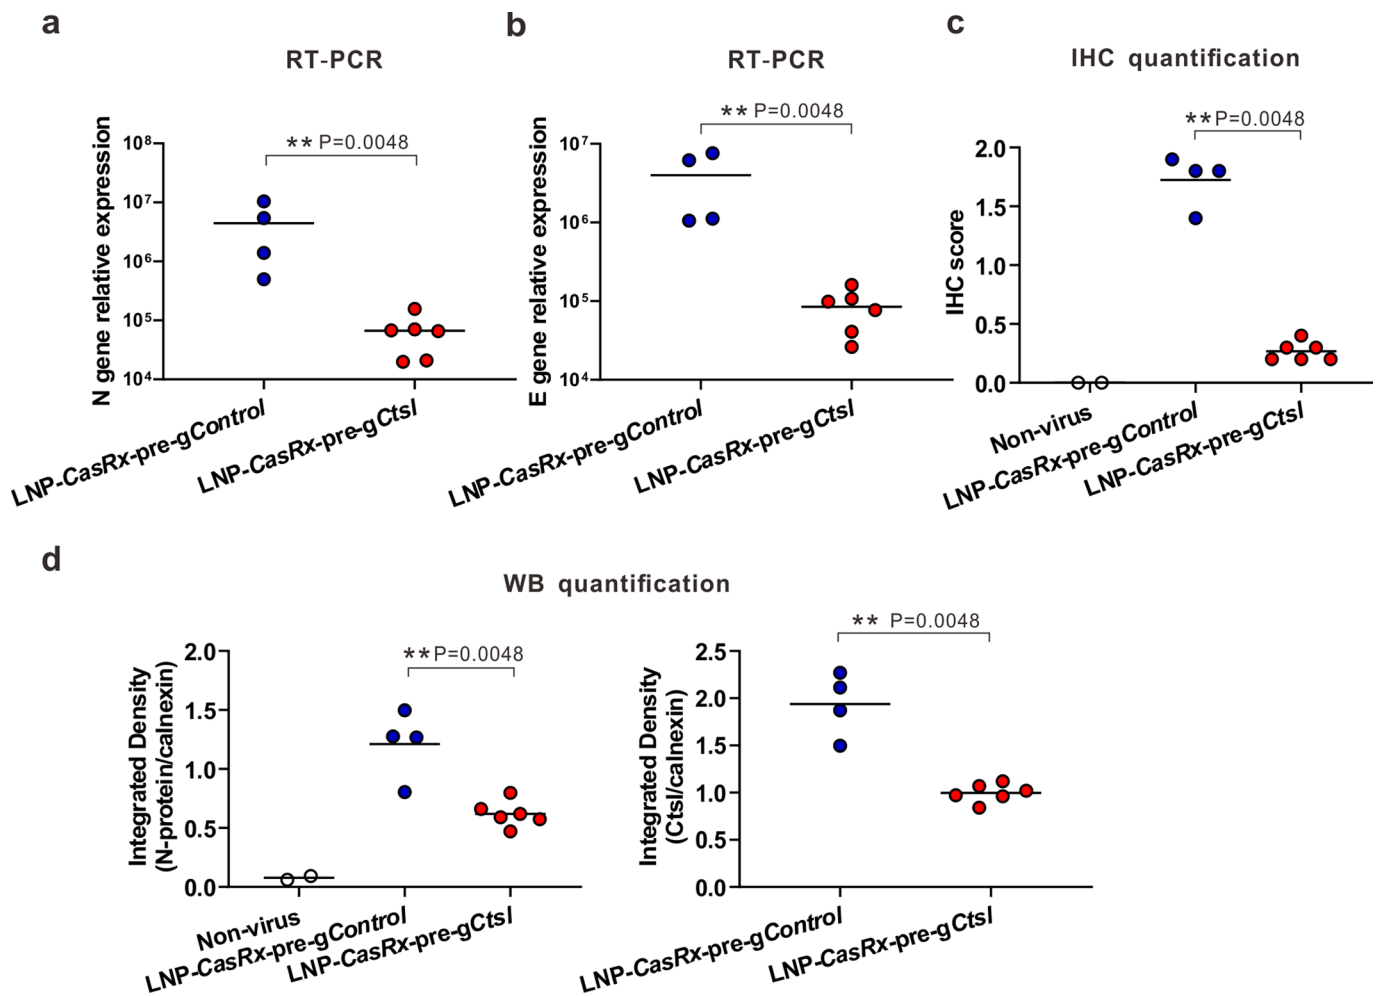 a
RT-PCR
** P=0.0048
N gene relative expression
10⁸
10⁷
10⁶
10⁵
10⁴
LNP-CasRx-pre-gControl
LNP-CasRx-pre-gCtsl
b
RT-PCR
** P=0.0048
E gene relative expression
10⁷
10⁶
10⁵
10⁴
LNP-CasRx-pre-gControl
LNP-CasRx-pre-gCtsl
c
IHC quantification
**P=0.0048
IHC score
2.0
1.5
1.0
0.5
0.0
Non-virus
LNP-CasRx-pre-gControl
LNP-CasRx-pre-gCtsl
d
WB quantification
**P=0.0048
Integrated Density
(N-protein/calnexin)
2.0
1.5
1.0
0.5
0.0
Non-virus
LNP-CasRx-pre-gControl
LNP-CasRx-pre-gCtsl
** P=0.0048
Integrated Density
(Ctsl/calnexin)
2.5
2.0
1.5
1.0
0.5
0.0
LNP-CasRx-pre-gControl
LNP-CasRx-pre-gCtsl